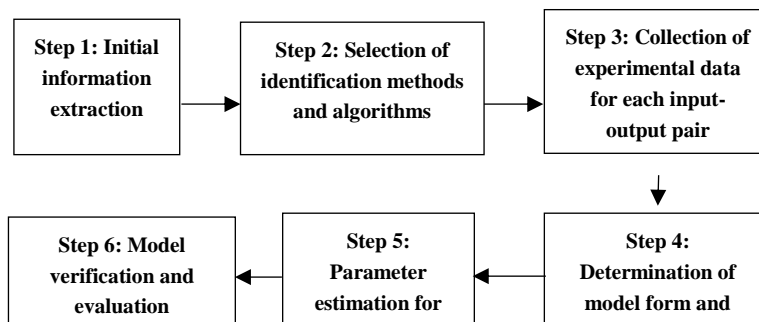 Step 1: Initial
information
extraction
Step 2: Selection of
identification methods
and algorithms
Step 3: Collection of
experimental data
for each input-
output pair
Step 4:
Determination of
model form and
Step 5:
Parameter
estimation for
Step 6: Model
verification and
evaluation